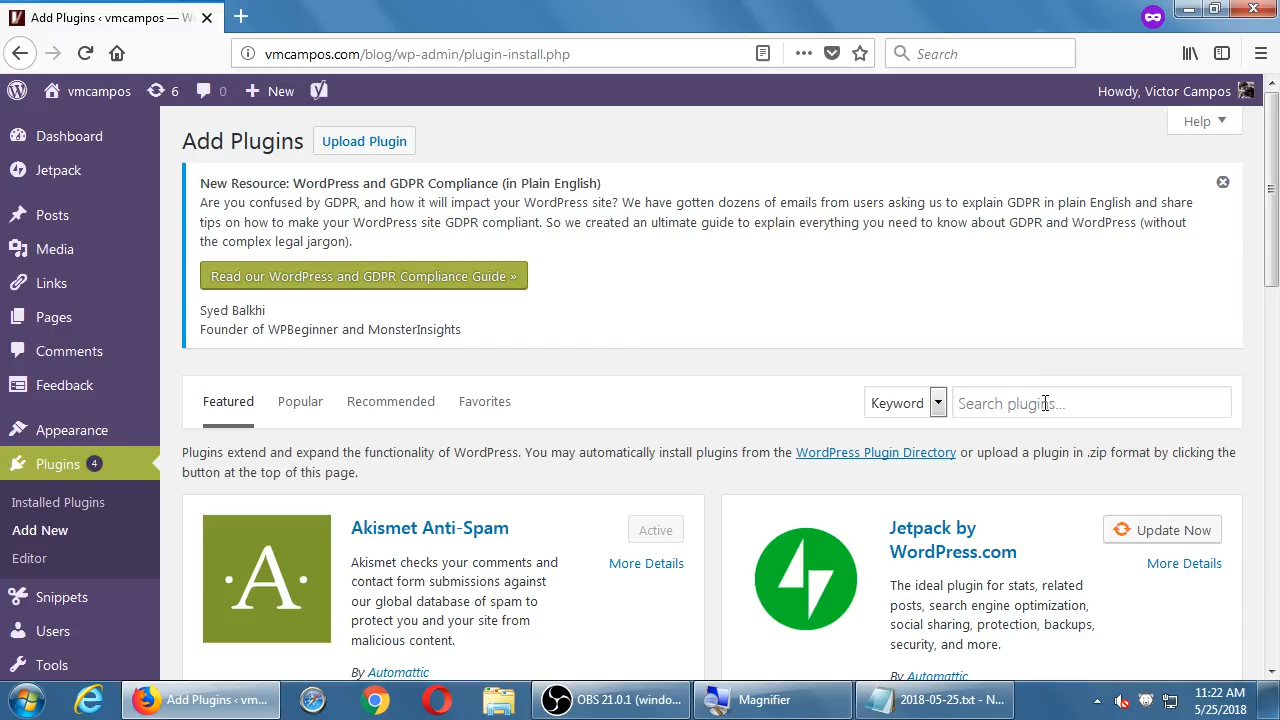 Add Plugins ‹ vmcampos — W
vmcampos.com/blog/wp-admin/plugin-install.php
Search
vmcampos
6
0
New
Howdy, Victor Campos
Dashboard
Jetpack
Posts
Media
Links
Pages
Comments
Feedback
Appearance
Plugins 4
Installed Plugins
Add New
Editor
Snippets
Users
Tools
Help
Add Plugins
Upload Plugin
New Resource: WordPress and GDPR Compliance (in Plain English)
Are you confused by GDPR, and how it will impact your WordPress site? We have gotten dozens of emails from users asking us to explain GDPR in plain English and share
tips on how to make your WordPress site GDPR compliant. So we created an ultimate guide to explain everything you need to know about GDPR and WordPress (without
the complex legal jargon).
Read our WordPress and GDPR Compliance Guide »
Syed Balkhi
Founder of WPBeginner and MonsterInsights
Featured
Popular
Recommended
Favorites
Keyword
Search plugins...
Plugins extend and expand the functionality of WordPress. You may automatically install plugins from the WordPress Plugin Directory or upload a plugin in .zip format by clicking the
button at the top of this page.
A
Akismet Anti-Spam
Active
More Details
Akismet checks your comments and
contact form submissions against
our global database of spam to
protect you and your site from
malicious content.
By Automattic
Jetpack by
WordPress.com
Update Now
More Details
The ideal plugin for stats, related
posts, search engine optimization,
social sharing, protection, backups,
security, and more.
By Automattic
Add Plugins ‹ vm...
OBS 21.0.1 (windo...
Magnifier
2018-05-25.txt - N...
11:22 AM
5/25/2018